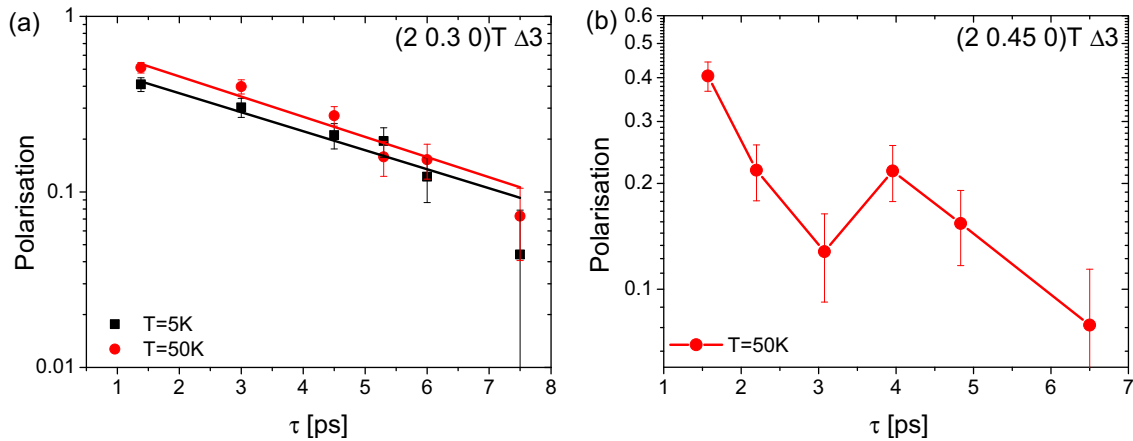 (a)
(2 0.3 0)T Δ3
Polarisation
1
0.1
0.01
T=5K
T=50K
1 2 3 4 5 6 7 8
τ [ps]
(b)
(2 0.45 0)T Δ3
Polarisation
0.6
0.5
0.4
0.3
0.2
0.1
T=50K
1 2 3 4 5 6 7
τ [ps]